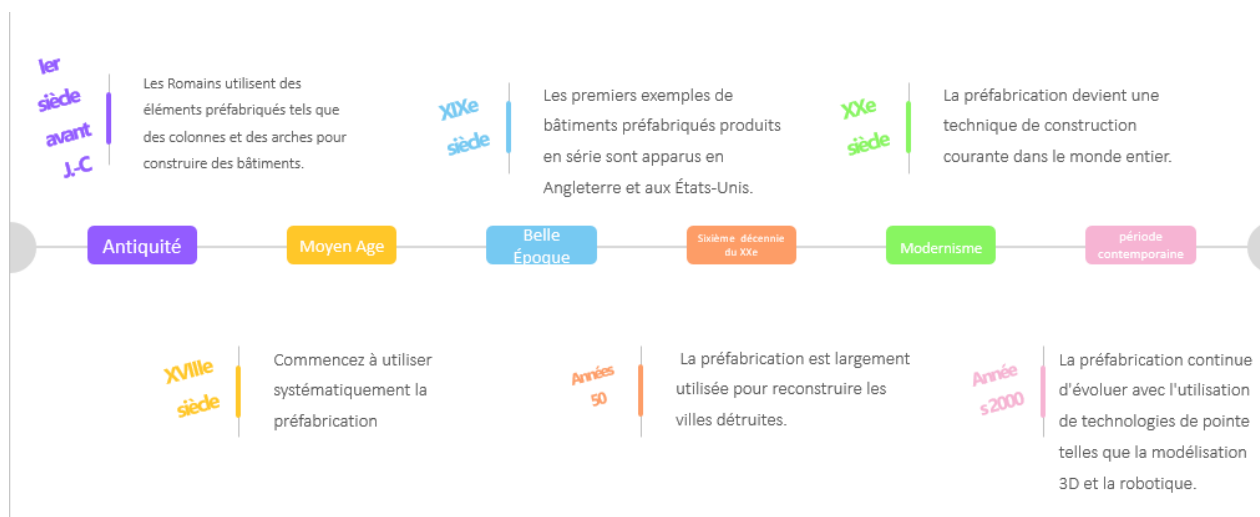 Ier
siècle
avant
J.-C
Les Romains utilisent des
éléments préfabriqués tels que
des colonnes et des arches pour
construire des bâtiments.
XIXe
siècle
Les premiers exemples de
bâtiments préfabriqués produits
en série sont apparus en
Angleterre et aux États-Unis.
XXe
siècle
La préfabrication devient une
technique de construction
courante dans le monde entier.
Antiquité
Moyen Age
Belle
Époque
Sixième décennie
du XXe
Modernisme
période
contemporaine
XVIIIe
siècle
Commencez à utiliser
systématiquement la
préfabrication
Années
50
La préfabrication est largement
utilisée pour reconstruire les
villes détruites.
Année
s 2000
La préfabrication continue
d'évoluer avec l'utilisation
de technologies de pointe
telles que la modélisation
3D et la robotique.